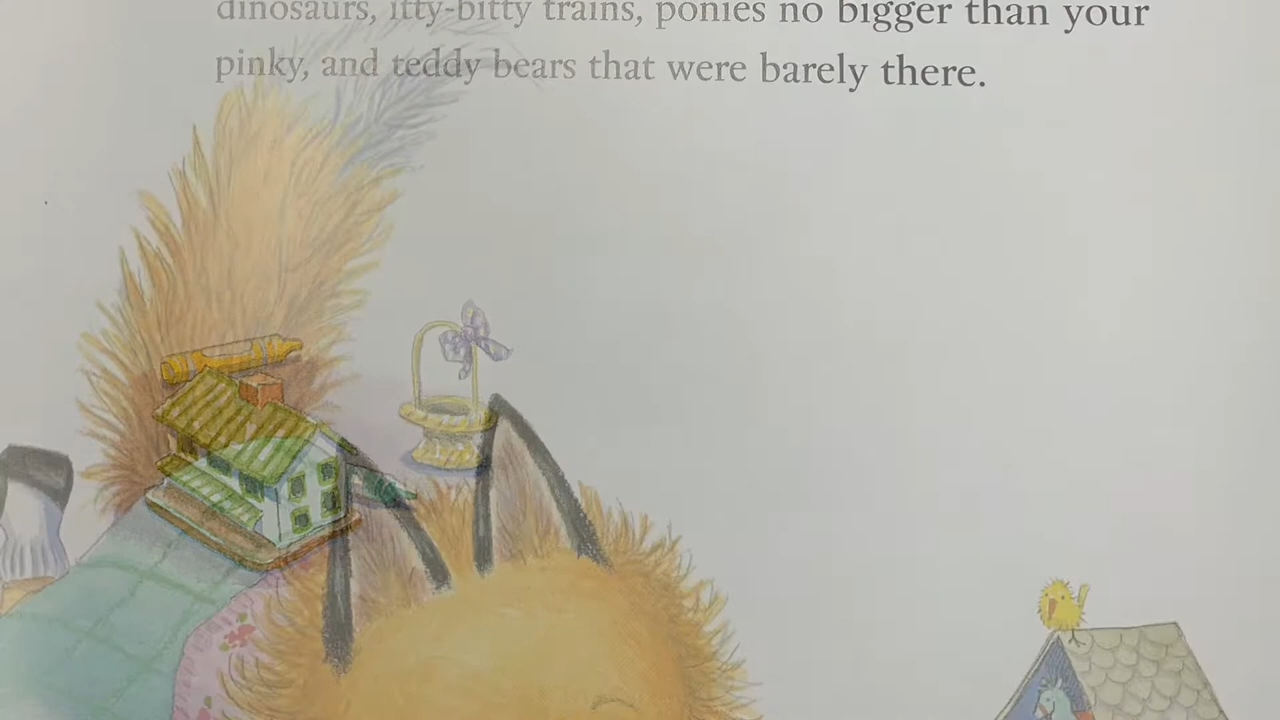 dinosaurs, itty-bitty trains, ponies no bigger than your
pinky, and teddy bears that were barely there.